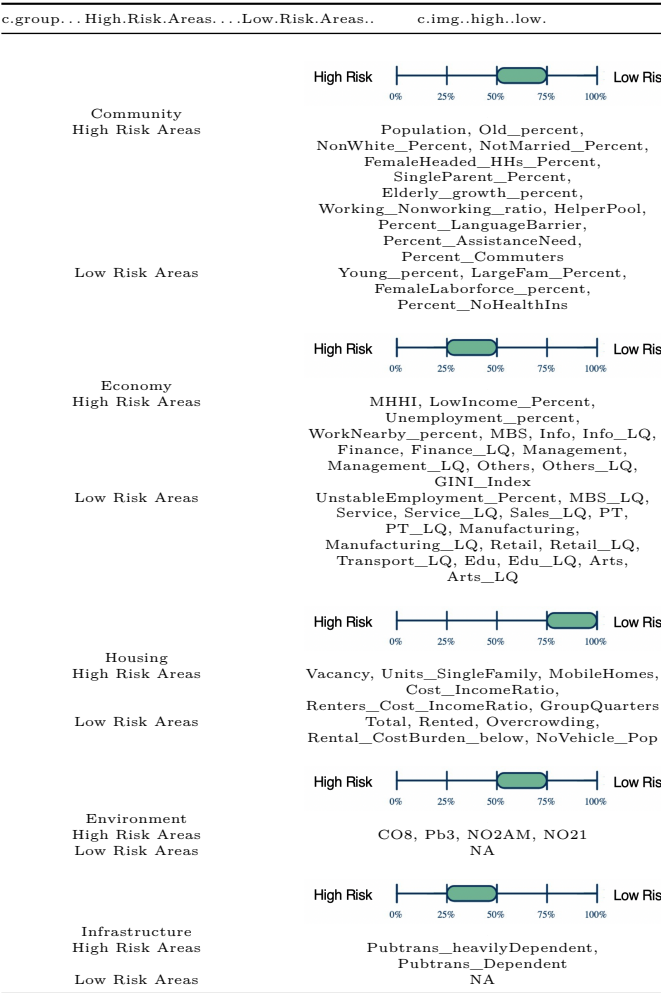 c.group...High.Risk.Areas....Low.Risk.Areas.. c.img..high..low.
High Risk Low Ris
0% 25% 50% 75% 100%
Community
High Risk Areas Population, Old_percent,
NonWhite_Percent, NotMarried_Percent,
FemaleHeaded_HHs_Percent,
SingleParent_Percent,
Elderly_growth_percent,
Working_Nonworking_ratio, HelperPool,
Percent_LanguageBarrier,
Percent_AssistanceNeed,
Percent_Commuters
Low Risk Areas Young_percent, LargeFam_Percent,
FemaleLaborforce_percent,
Percent_NoHealthIns
High Risk Low Ris
0% 25% 50% 75% 100%
Economy
High Risk Areas MHHI, LowIncome_Percent,
Unemployment_percent,
WorkNearby_percent, MBS, Info, Info_LQ,
Finance, Finance_LQ, Management,
Management_LQ, Others, Others_LQ,
GINI_Index
Low Risk Areas UnstableEmployment_Percent, MBS_LQ,
Service, Service_LQ, Sales_LQ, PT,
PT_LQ, Manufacturing,
Manufacturing_LQ, Retail, Retail_LQ,
Transport_LQ, Edu, Edu_LQ, Arts,
Arts_LQ
High Risk Low Ris
0% 25% 50% 75% 100%
Housing
High Risk Areas Vacancy, Units_SingleFamily, MobileHomes,
Cost_IncomeRatio,
Renters_Cost_IncomeRatio, GroupQuarters
Low Risk Areas Total, Rented, Overcrowding,
Rental_CostBurden_below, NoVehicle_Pop
High Risk Low Ris
0% 25% 50% 75% 100%
Environment
High Risk Areas CO8, Pb3, NO2AM, NO21
Low Risk Areas NA
High Risk Low Ris
0% 25% 50% 75% 100%
Infrastructure
High Risk Areas Pubtrans_heavilyDependent,
Pubtrans_Dependent
Low Risk Areas NA